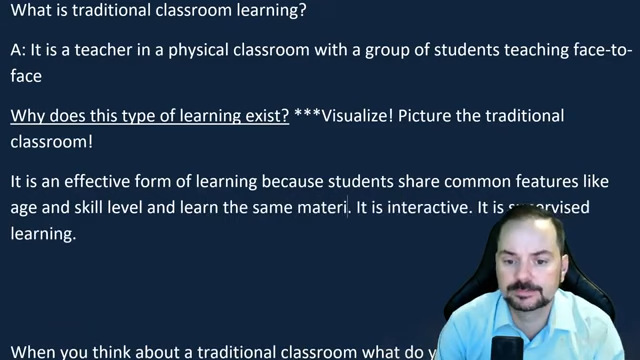 What is traditional classroom learning?
A: It is a teacher in a physical classroom with a group of students teaching face-to-
face
Why does this type of learning exist? ***Visualize! Picture the traditional
classroom!
It is an effective form of learning because students share common features like
age and skill level and learn the same materi. It is interactive. It is supervised
learning.
When you think about a traditional classroom what do